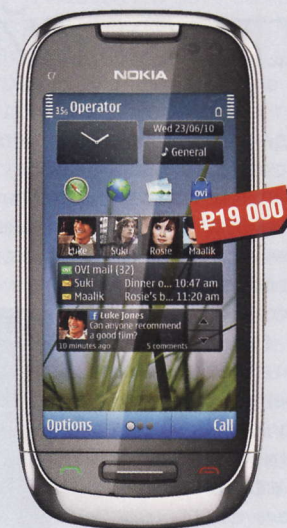 C7
NOKIA
3.5G Operator
Wed 23/06/10
General
ovi
₽19 000
Luke Suki Rosie Maalik
OVI mail (32)
Suki Dinner o... 10:47 am
Maalik Rosie's b... 11:20 am
f Luke Jones
Can anyone recommend
a good film?
10 minutes ago 5 comments
Options Call